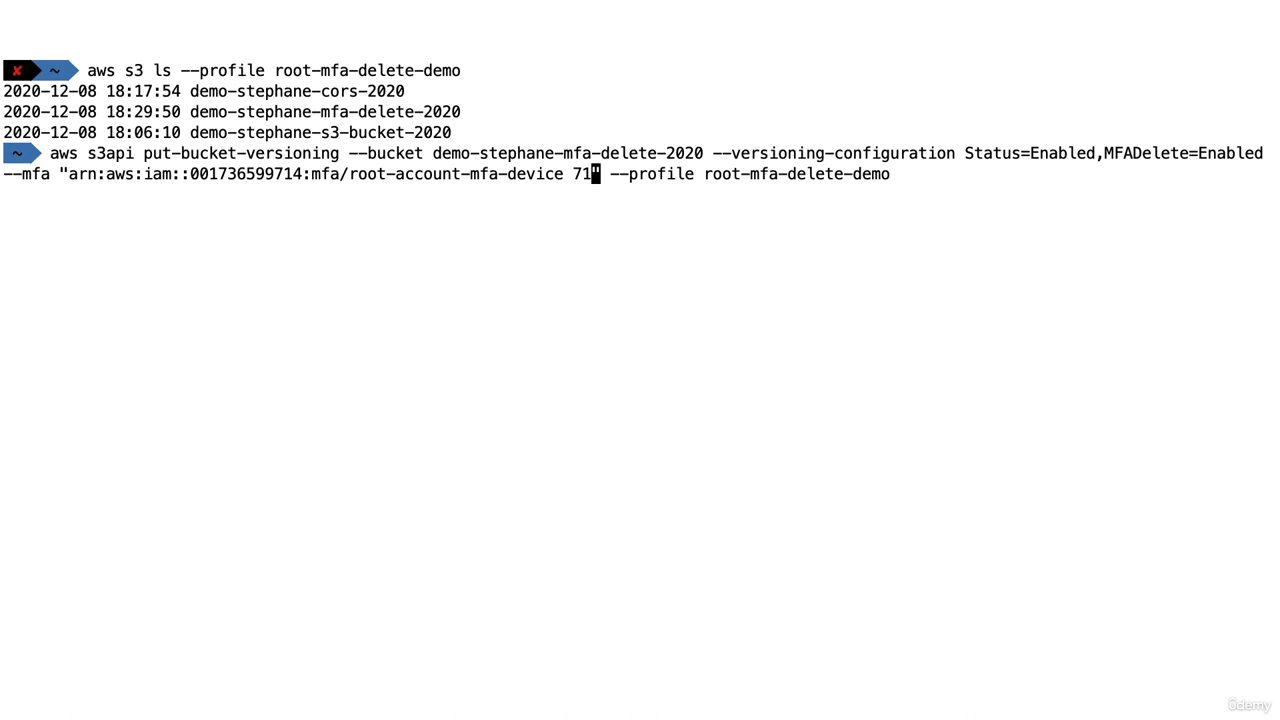 ✘ ~ aws s3 ls --profile root-mfa-delete-demo
2020-12-08 18:17:54 demo-stephane-cors-2020
2020-12-08 18:29:50 demo-stephane-mfa-delete-2020
2020-12-08 18:06:10 demo-stephane-s3-bucket-2020
~ aws s3api put-bucket-versioning --bucket demo-stephane-mfa-delete-2020 --versioning-configuration Status=Enabled,MFADelete=Enabled
--mfa "arn:aws:iam::001736599714:mfa/root-account-mfa-device 71" --profile root-mfa-delete-demo
ûdemy